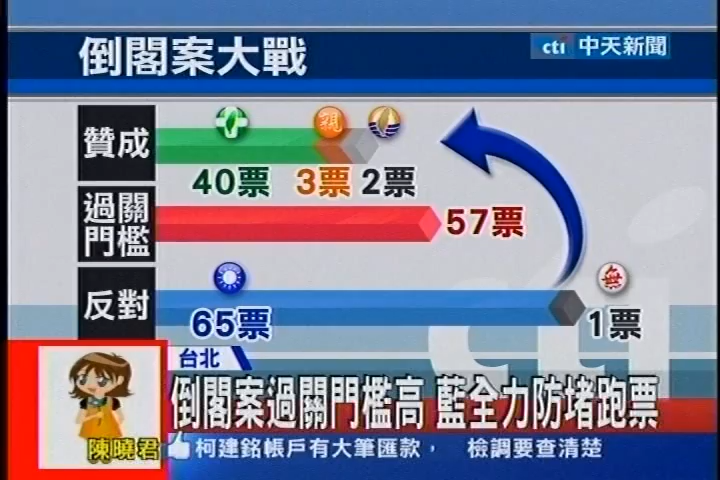 倒閣案大戰
cti 中天新聞
贊成
親
40票 3票 2票
過關
門檻
57票
反對
無
65票 1票
cti
台北
倒閣案過關門檻高 藍全力防堵跑票
陳曉君
柯建銘帳戶有大筆匯款， 檢調要查清楚